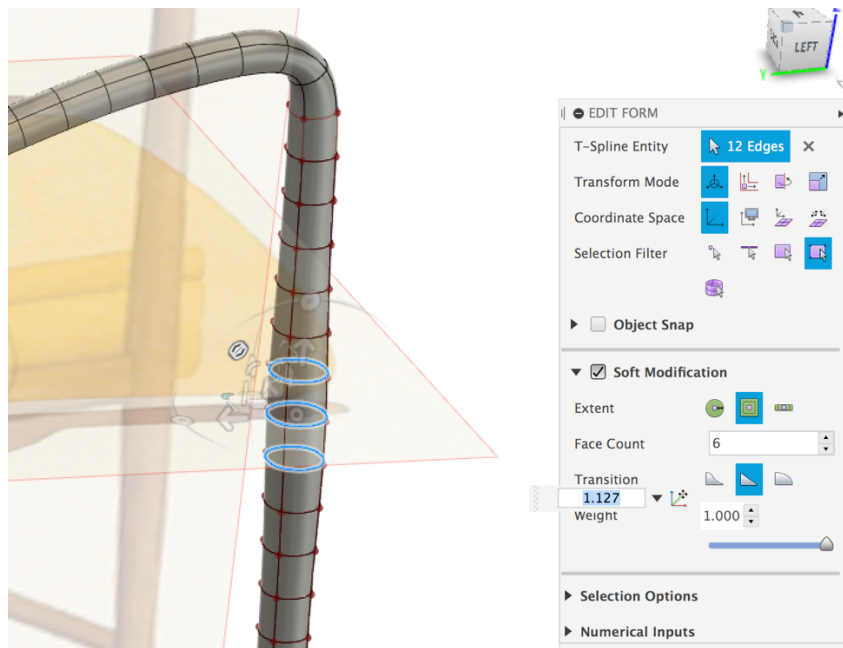 LEFT
Y
EDIT FORM
T-Spline Entity
12 Edges
Transform Mode
Coordinate Space
Selection Filter
Object Snap
Soft Modification
Extent
Face Count
6
Transition
1.127
Weight
1.000
Selection Options
Numerical Inputs